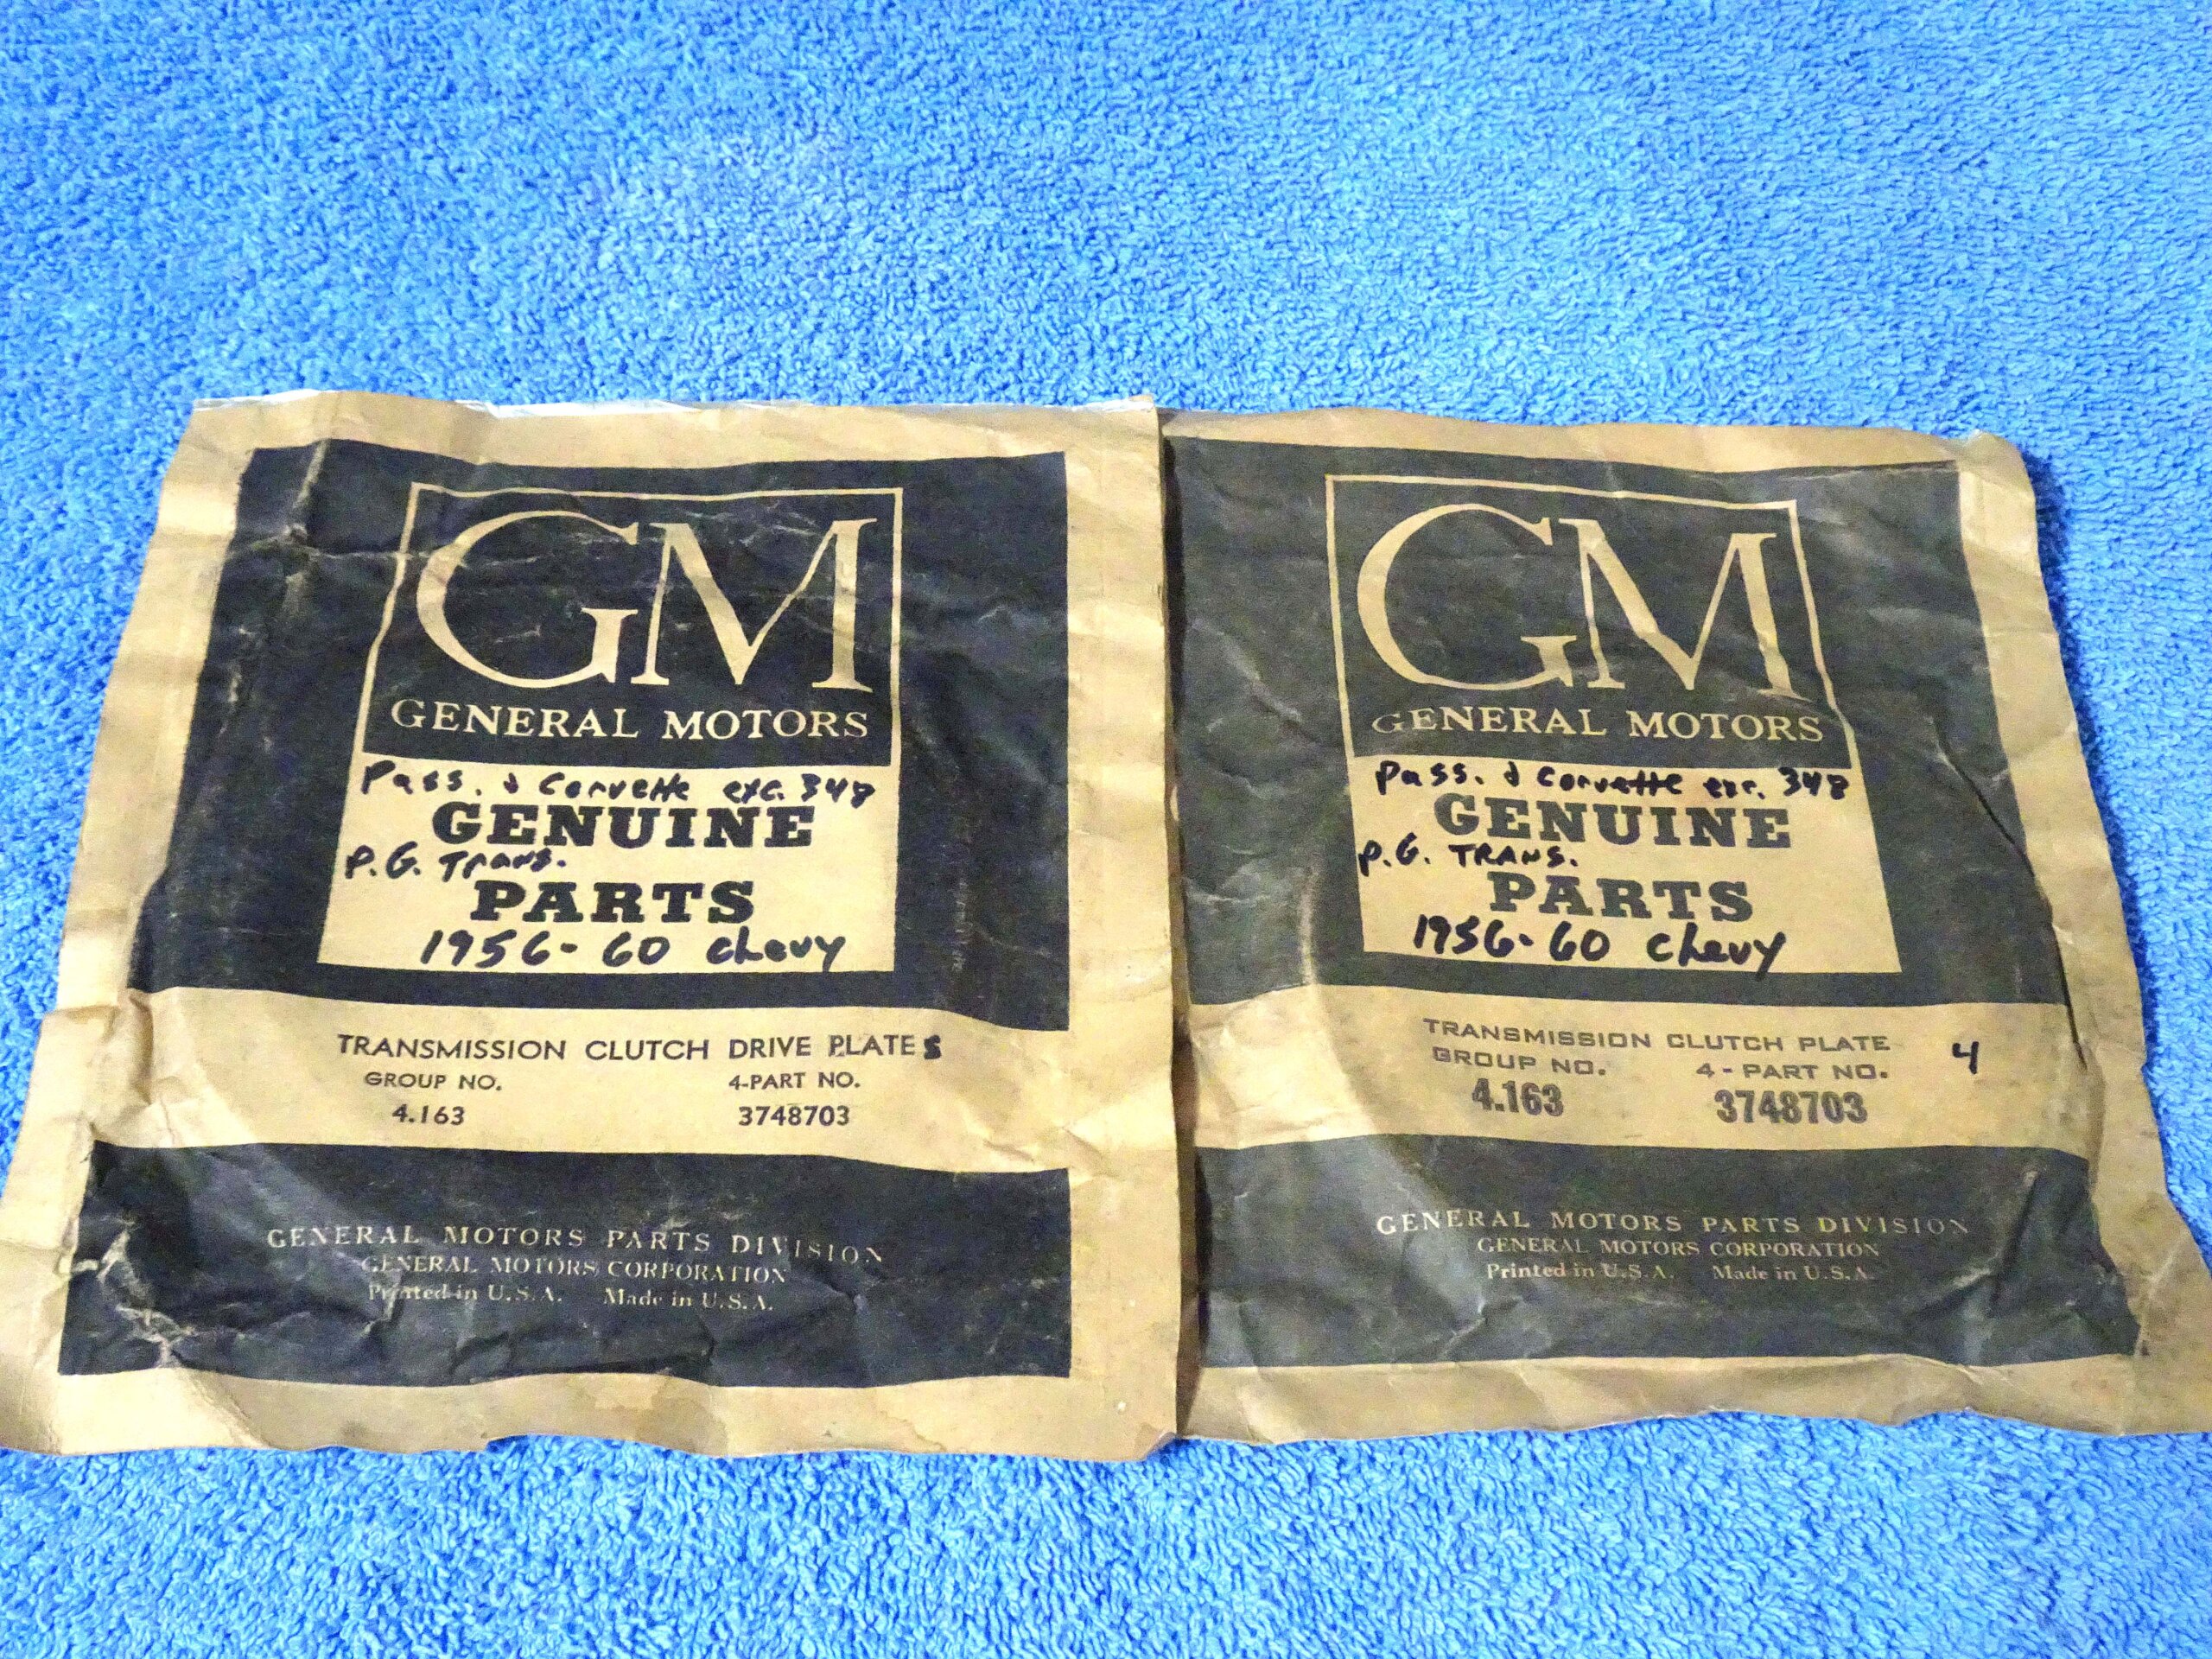 GM
GENERAL MOTORS
Pass. & Corvette exc. 348
GENUINE
P.G. Trans.
PARTS
1956-60 Chevy
TRANSMISSION CLUTCH DRIVE PLATES
GROUP NO. 4-PART NO.
4.163 3748703
GENERAL MOTORS PARTS DIVISION
GENERAL MOTORS CORPORATION
Printed in U.S.A. Made in U.S.A.
GM
GENERAL MOTORS
Pass. & Corvette exc. 348
GENUINE
P.G. TRANS.
PARTS
1956-60 Chevy
TRANSMISSION CLUTCH PLATE 4
GROUP NO. 4-PART NO.
4.163 3748703
GENERAL MOTORS PARTS DIVISION
GENERAL MOTORS CORPORATION
Printed in U.S.A. Made in U.S.A.